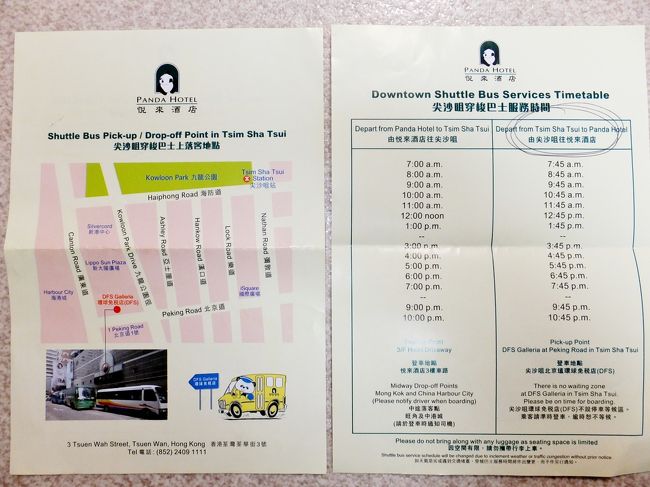 PANDA HOTEL
悅來酒店
Shuttle Bus Pick-up / Drop-off Point in Tsim Sha Tsui
尖沙咀穿梭巴士上落客地點
Kowloon Park 九龍公園
Tsim Sha Tsui
Station
尖沙咀站
Haiphong Road 海防道
Silvercord
新港中心
Canton Road 廣東道
Kowloon Park Drive 九龍公園徑
Ashley Road 亞士厘道
Hankow Road 漢口道
Lock Road 樂道
Nathan Road 彌敦道
Lippo Sun Plaza
新太陽廣場
Harbour City
海港城
DFS Galleria
環球免稅店(DFS)
iSquare
國際廣場
Peking Road 北京道
1 Peking Road
北京道1號
DFS Galleria
環球免稅店
3 Tsuen Wah Street, Tsuen Wan, Hong Kong 香港荃灣荃華街3號
Tel 電話: (852) 2409 1111
PANDA HOTEL
悅來酒店
Downtown Shuttle Bus Services Timetable
尖沙咀穿梭巴士服務時間
Depart from Panda Hotel to Tsim Sha Tsui
由悅來酒店往尖沙咀
7:00 a.m.
8:00 a.m.
9:00 a.m.
10:00 a.m.
11:00 a.m.
12:00 noon
1:00 p.m.
--
3:00 p.m.
4:00 p.m.
5:00 p.m.
6:00 p.m.
7:00 p.m.
--
9:00 p.m.
10:00 p.m.
3/F Hotel Driveway
登車地點
悅來酒店3樓車路
Midway Drop-off Points
Mong Kok and China Harbour City
(Please notify driver when boarding)
中途落客點
旺角及中港城
(請於登車時通知司機)
Depart from Tsim Sha Tsui to Panda Hotel
由尖沙咀往悅來酒店
7:45 a.m.
8:45 a.m.
9:45 a.m.
10:45 a.m.
11:45 a.m.
12:45 p.m.
1:45 p.m.
--
3:45 p.m.
4:45 p.m.
5:45 p.m.
6:45 p.m.
7:45 p.m.
--
9:45 p.m.
10:45 p.m.
Pick-up Point
DFS Galleria at Peking Road in Tsim Sha Tsui
登車地點
尖沙咀北京道環球免稅店(DFS)
There is no waiting zone
at DFS Galleria in Tsim Sha Tsui.
Please be on time for boarding.
尖沙咀環球免稅店(DFS)不設停車等候區。
乘客請準時登車，逾時恕不等候。
Please do not bring along with any luggage as seating space is limited
因空間有限，請勿攜帶行李上車。
Shuttle bus service schedule will be changed due to inclement weather or traffic congestion without prior notice